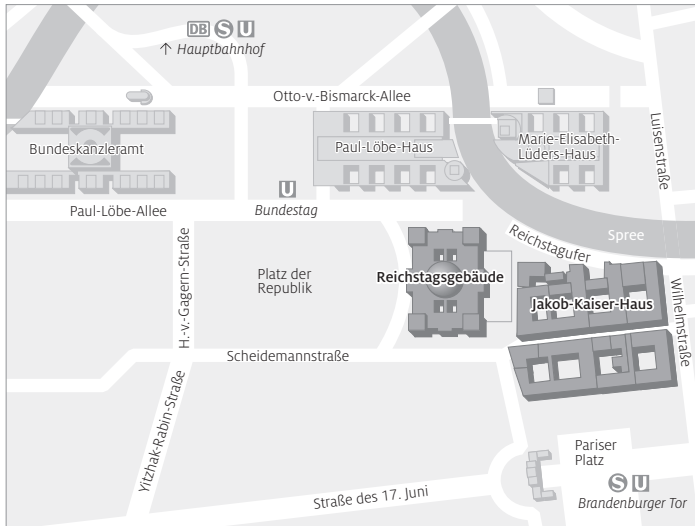 DB S U
↑ Hauptbahnhof
Otto-v.-Bismarck-Allee
Bundeskanzleramt
Paul-Löbe-Haus
Marie-Elisabeth-
Lüders-Haus
Luisenstraße
U
Bundestag
Paul-Löbe-Allee
H.-v.-Gagern-Straße
Platz der
Republik
Reichstagsgebäude
Reichstagufer
Spree
Jakob-Kaiser-Haus
Wilhelmstraße
Scheidemannstraße
Yitzhak-Rabin-Straße
Straße des 17. Juni
Pariser
Platz
S U
Brandenburger Tor